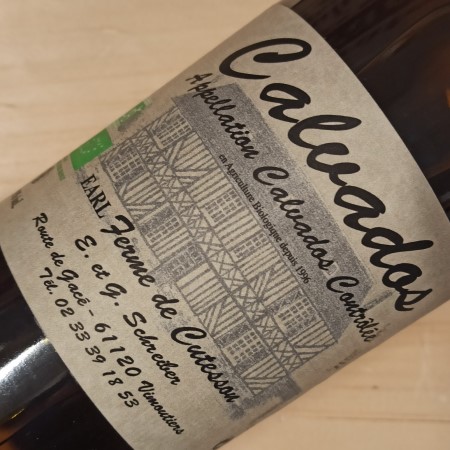 Calvados
Appellation Calvados Contrôlée
en Agriculture Biologique depuis 1996
EARL Ferme de Cutesson
E. et G. Schreiber
Route de Gacé - 61120 Vimoutiers
Tél. 02 33 39 18 53